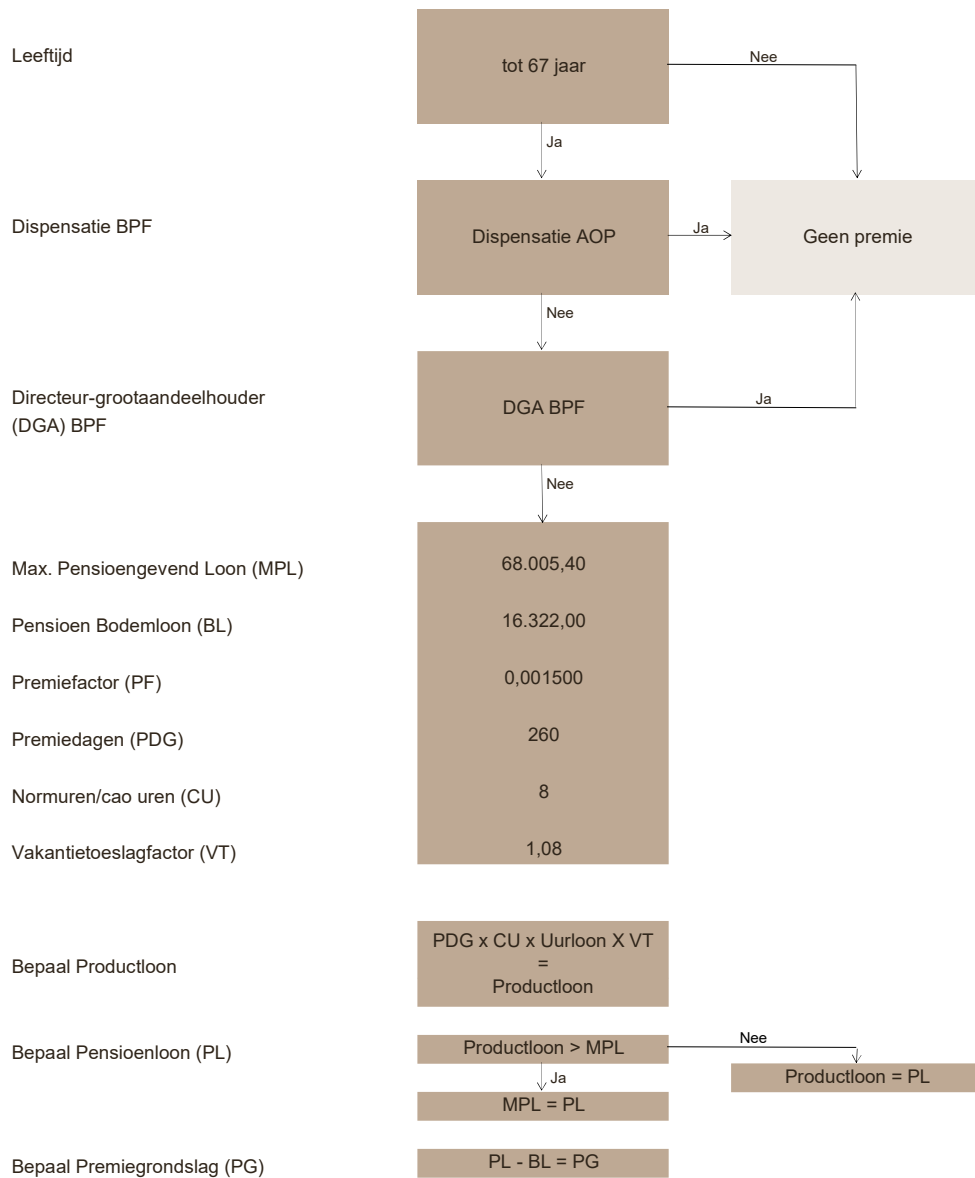 Leeftijd
tot 67 jaar
Nee
Ja
Dispensatie BPF
Dispensatie AOP
Ja
Geen premie
Nee
Directeur-grootaandeelhouder
(DGA) BPF
DGA BPF
Ja
Nee
Max. Pensioengevend Loon (MPL)
68.005,40
Pensioen Bodemloon (BL)
16.322,00
Premiefactor (PF)
0,001500
Premiedagen (PDG)
260
Normuren/cao uren (CU)
8
Vakantietoeslagfactor (VT)
1,08
Bepaal Productloon
PDG x CU x Uurloon X VT
=
Productloon
Bepaal Pensioenloon (PL)
Productloon > MPL
Nee
Productloon = PL
Ja
MPL = PL
Bepaal Premiegrondslag (PG)
PL - BL = PG